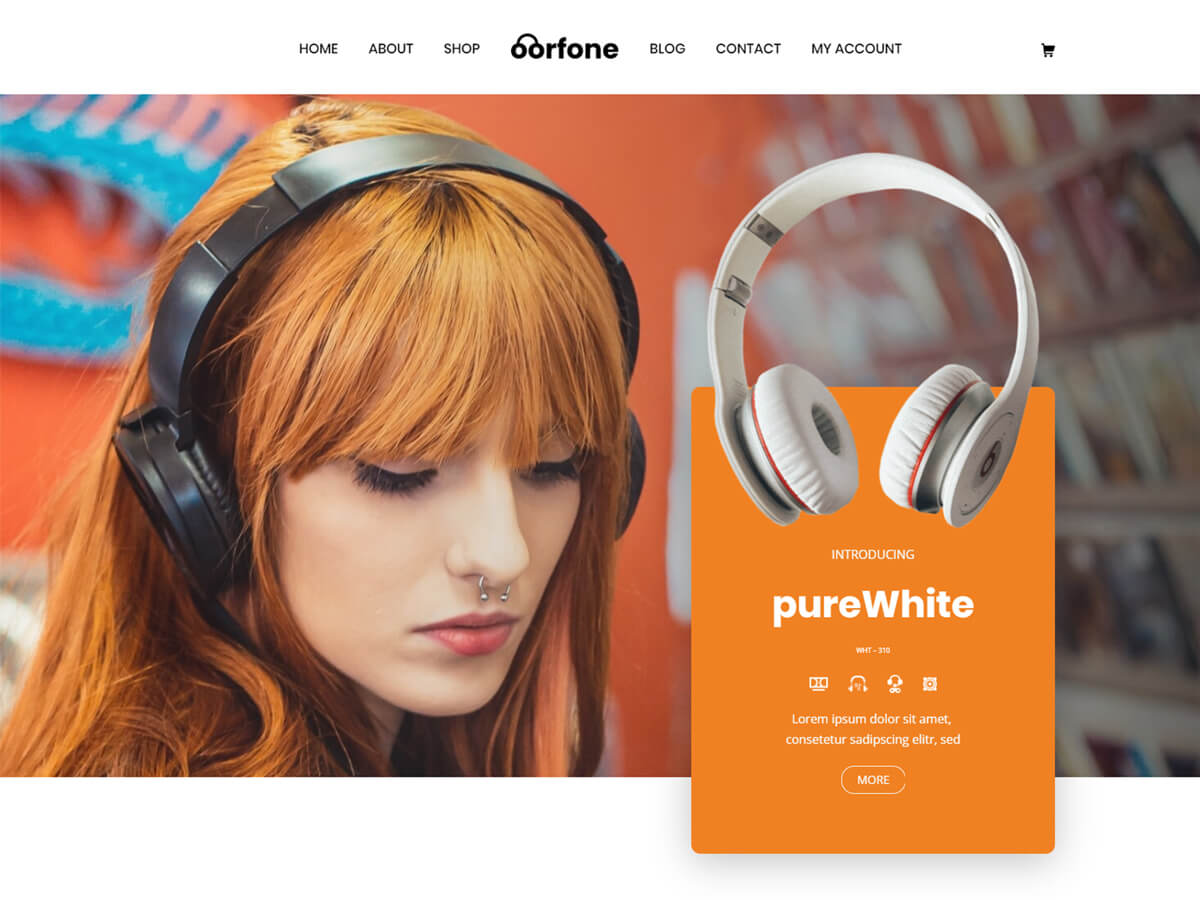 HOME ABOUT SHOP oorfone BLOG CONTACT MY ACCOUNT
INTRODUCING
pureWhite
WHT - 310
Lorem ipsum dolor sit amet,
consetetur sadipscing elitr, sed
MORE